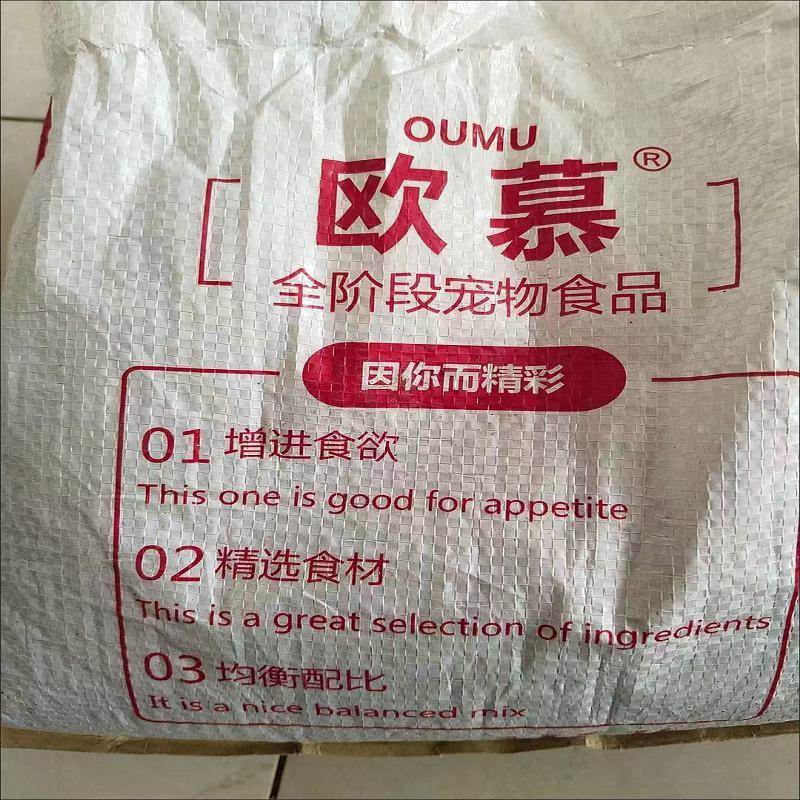 OUMU
欧慕®
全阶段宠物食品
因你而精彩
01 增进食欲
This one is good for appetite
02 精选食材
This is a great selection of ingredients
03 均衡配比
It is a nice balanced mix